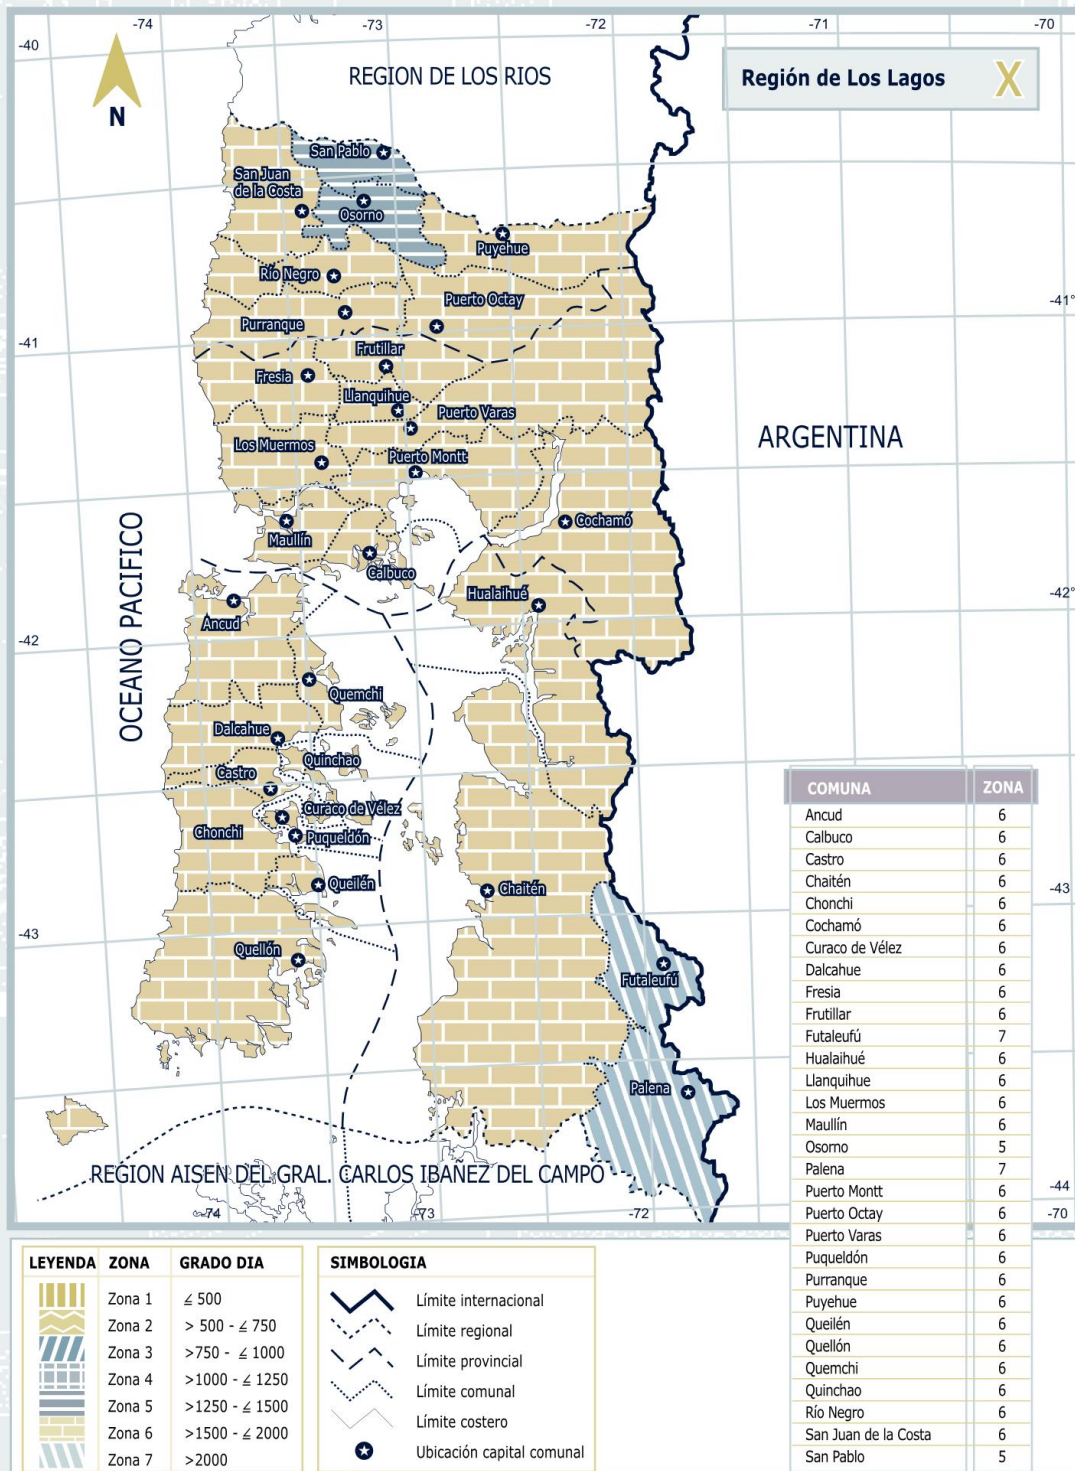 -74
-73
-72
-71
-70
-40
REGION DE LOS RIOS
Región de Los Lagos
X
N
San Pablo
San Juan
de la Costa
Osorno
Puyehue
Río Negro
Puerto Octay
-41°
Purranque
-41
Frutillar
Fresia
Llanquihue
Puerto Varas
Los Muermos
Puerto Montt
ARGENTINA
Maullín
Cochamó
Calbuco
OCEANO PACIFICO
Hualaihué
-42°
Ancud
-42
Quemchi
Dalcahue
Quinchao
Castro
Curaco de Vélez
Chonchi
Puqueldón
Queilén
Chaitén
-43
-43
Quellón
Futaleufú
Palena
REGION AISEN DEL GRAL. CARLOS IBAÑEZ DEL CAMPO
-44
-74
-73
-72
-70
COMUNA ZONA
Ancud 6
Calbuco 6
Castro 6
Chaitén 6
Chonchi 6
Cochamó 6
Curaco de Vélez 6
Dalcahue 6
Fresia 6
Frutillar 6
Futaleufú 7
Hualaihué 6
Llanquihue 6
Los Muermos 6
Maullín 6
Osorno 5
Palena 7
Puerto Montt 6
Puerto Octay 6
Puerto Varas 6
Puqueldón 6
Purranque 6
Puyehue 6
Queilén 6
Quellón 6
Quemchi 6
Quinchao 6
Río Negro 6
San Juan de la Costa 6
San Pablo 5
LEYENDA ZONA GRADO DIA
Zona 1 ≤ 500
Zona 2 > 500 - ≤ 750
Zona 3 >750 - ≤ 1000
Zona 4 >1000 - ≤ 1250
Zona 5 >1250 - ≤ 1500
Zona 6 >1500 - ≤ 2000
Zona 7 >2000
SIMBOLOGIA
Límite internacional
Límite regional
Límite provincial
Límite comunal
Límite costero
Ubicación capital comunal